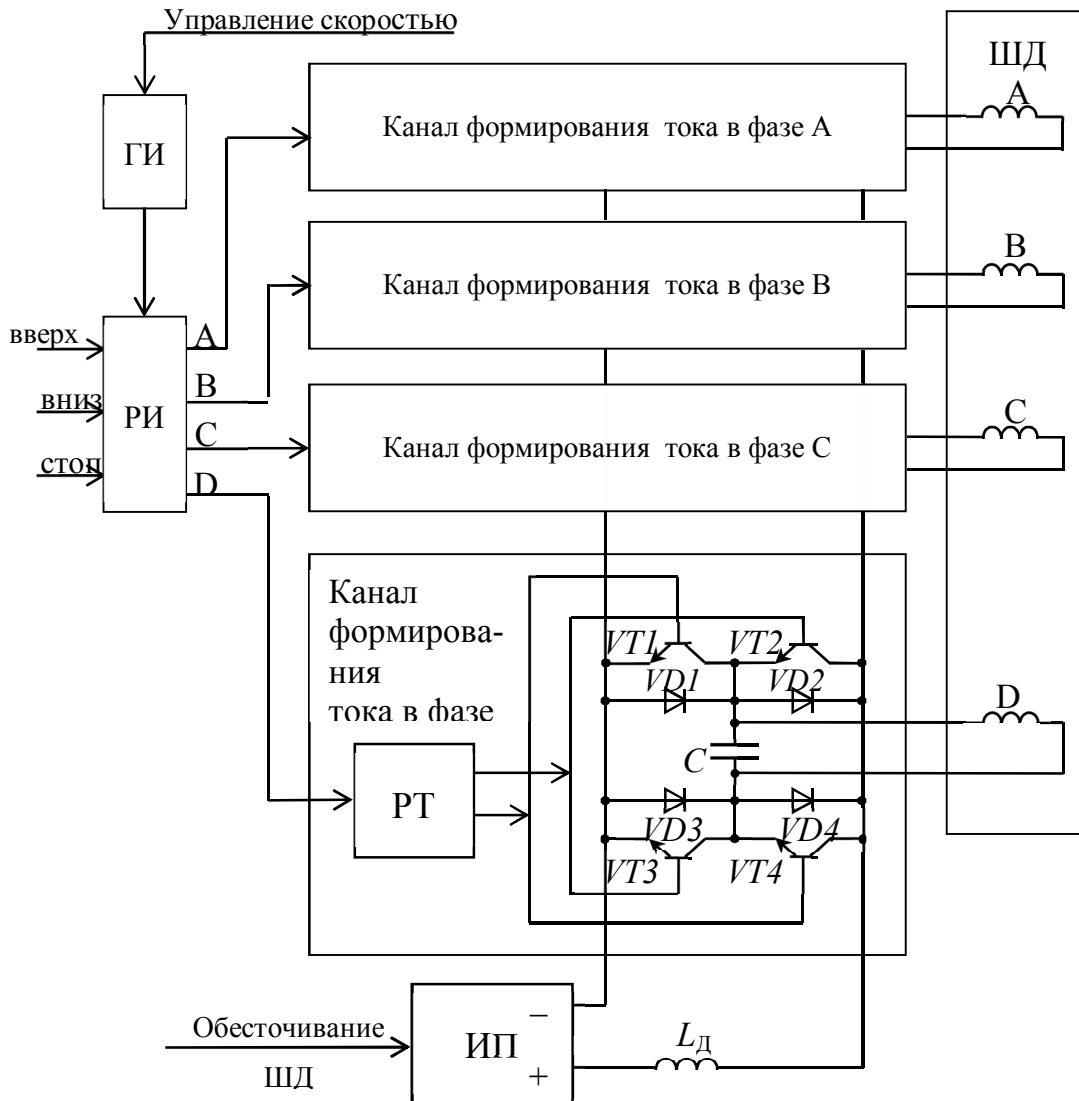 Управление скоростью
ШД
A
Канал формирования тока в фазе А
ГИ
B
Канал формирования тока в фазе В
вверх
A
B
вниз
РИ
C
C
Канал формирования тока в фазе С
стоп
D
Канал
формирова-
ния
тока в фазе
VT1
VT2
VD1
VD2
D
C
РТ
VD3
VD4
VT3
VT4
Обесточивание
ШД
ИП
−
+
Lд